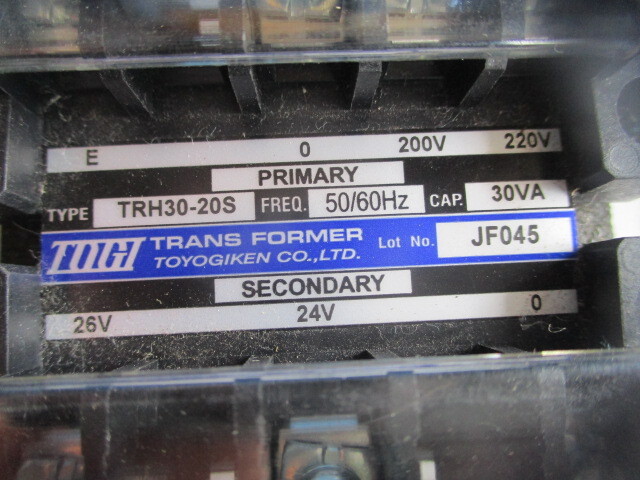 E 0 200V 220V
PRIMARY
TYPE TRH30-20S FREQ. 50/60Hz CAP. 30VA
TOGI TRANS FORMER Lot No. JF045
TOYOGIKEN CO.,LTD.
SECONDARY
26V 24V 0